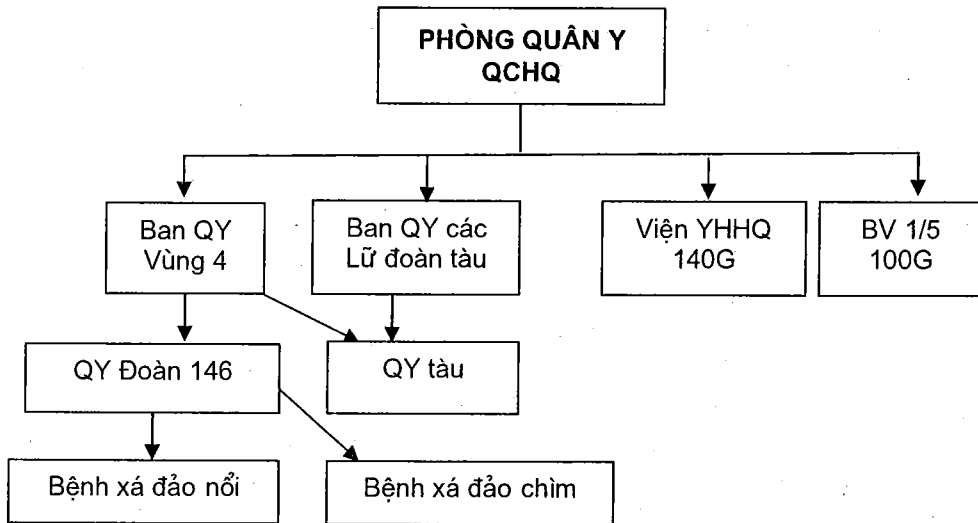 PHÒNG QUÂN Y
QCHQ
Ban QY
Vùng 4
Ban QY các
Lữ đoàn tàu
Viện YHHQ
140G
BV 1/5
100G
QY Đoàn 146
QY tàu
Bệnh xá đảo nổi
Bệnh xá đảo chìm